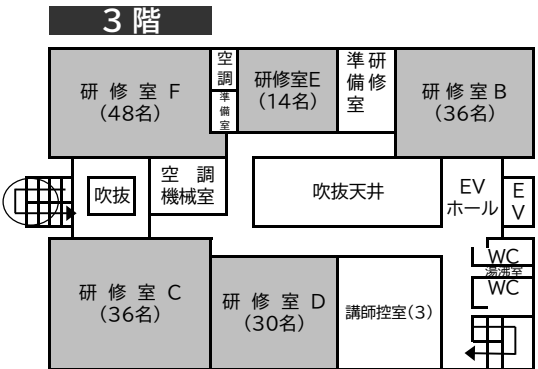 3階
研修室F
(48名)
空調
準備室
研修室E
(14名)
研修
準備室
研修室B
(36名)
吹抜
空調
機械室
吹抜天井
EV
ホール
EV
WC
湯沸室
WC
研修室C
(36名)
研修室D
(30名)
講師控室(3)